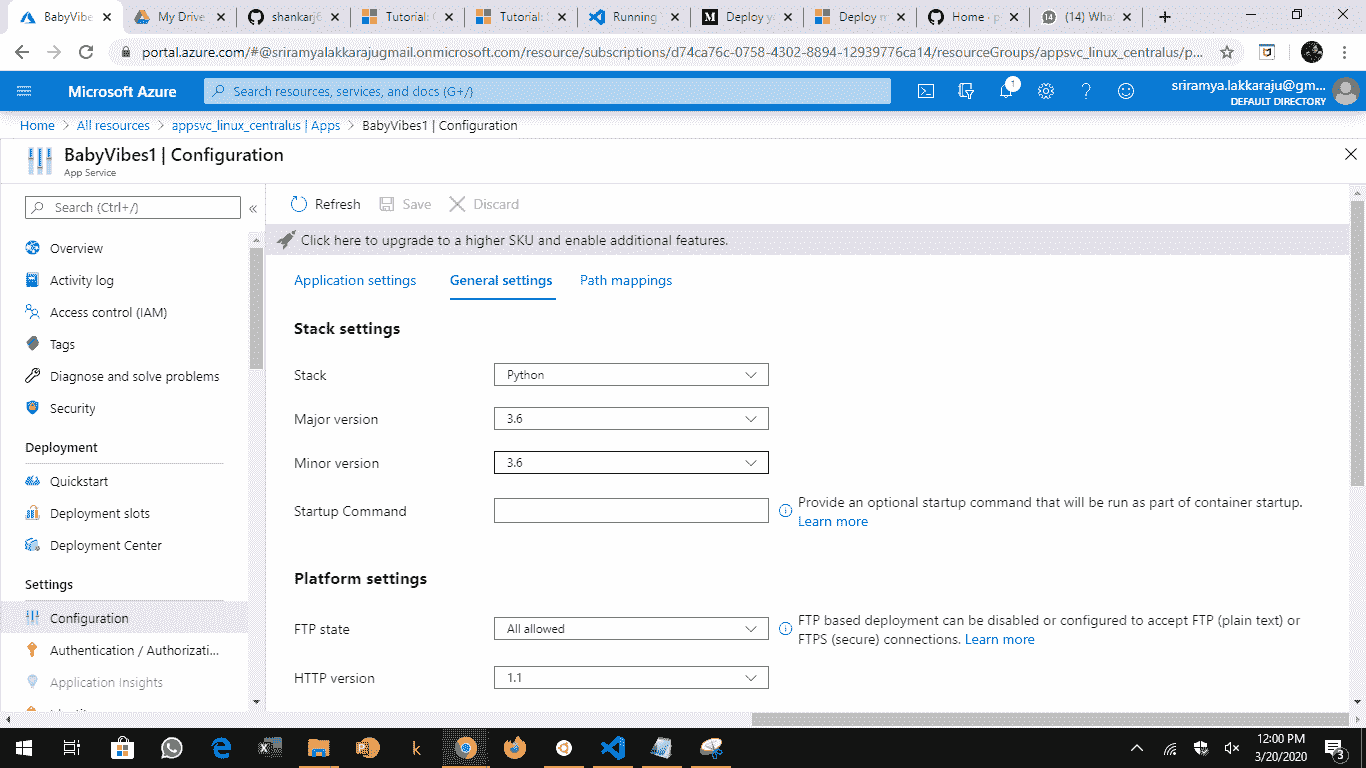 BabyVibe
My Drive
shankarj6
Tutorial: (
Tutorial:
Running
M Deploy y
Deploy m
Home · p
14 (14) Wha
portal.azure.com/#@sriramyalakkarajugmail.onmicrosoft.com/resource/subscriptions/d74ca76c-0758-4302-8894-12939776ca14/resourceGroups/appsvc_linux_centralus/p...
Microsoft Azure
Search resources, services, and docs (G+/)
1
sriramya.lakkaraju@gm...
DEFAULT DIRECTORY
Home > All resources > appsvc_linux_centralus | Apps > BabyVibes1 | Configuration
BabyVibes1 | Configuration
App Service
Search (Ctrl+/)
«
Overview
Activity log
Access control (IAM)
Tags
Diagnose and solve problems
Security
Deployment
Quickstart
Deployment slots
Deployment Center
Settings
Configuration
Authentication / Authorizati...
Application Insights
Refresh
Save
Discard
Click here to upgrade to a higher SKU and enable additional features.
Application settings
General settings
Path mappings
Stack settings
Stack
Python
Major version
3.6
Minor version
3.6
Startup Command
Provide an optional startup command that will be run as part of container startup.
Learn more
Platform settings
FTP state
All allowed
FTP based deployment can be disabled or configured to accept FTP (plain text) or
FTPS (secure) connections. Learn more
HTTP version
1.1
k
12:00 PM
3/20/2020
3